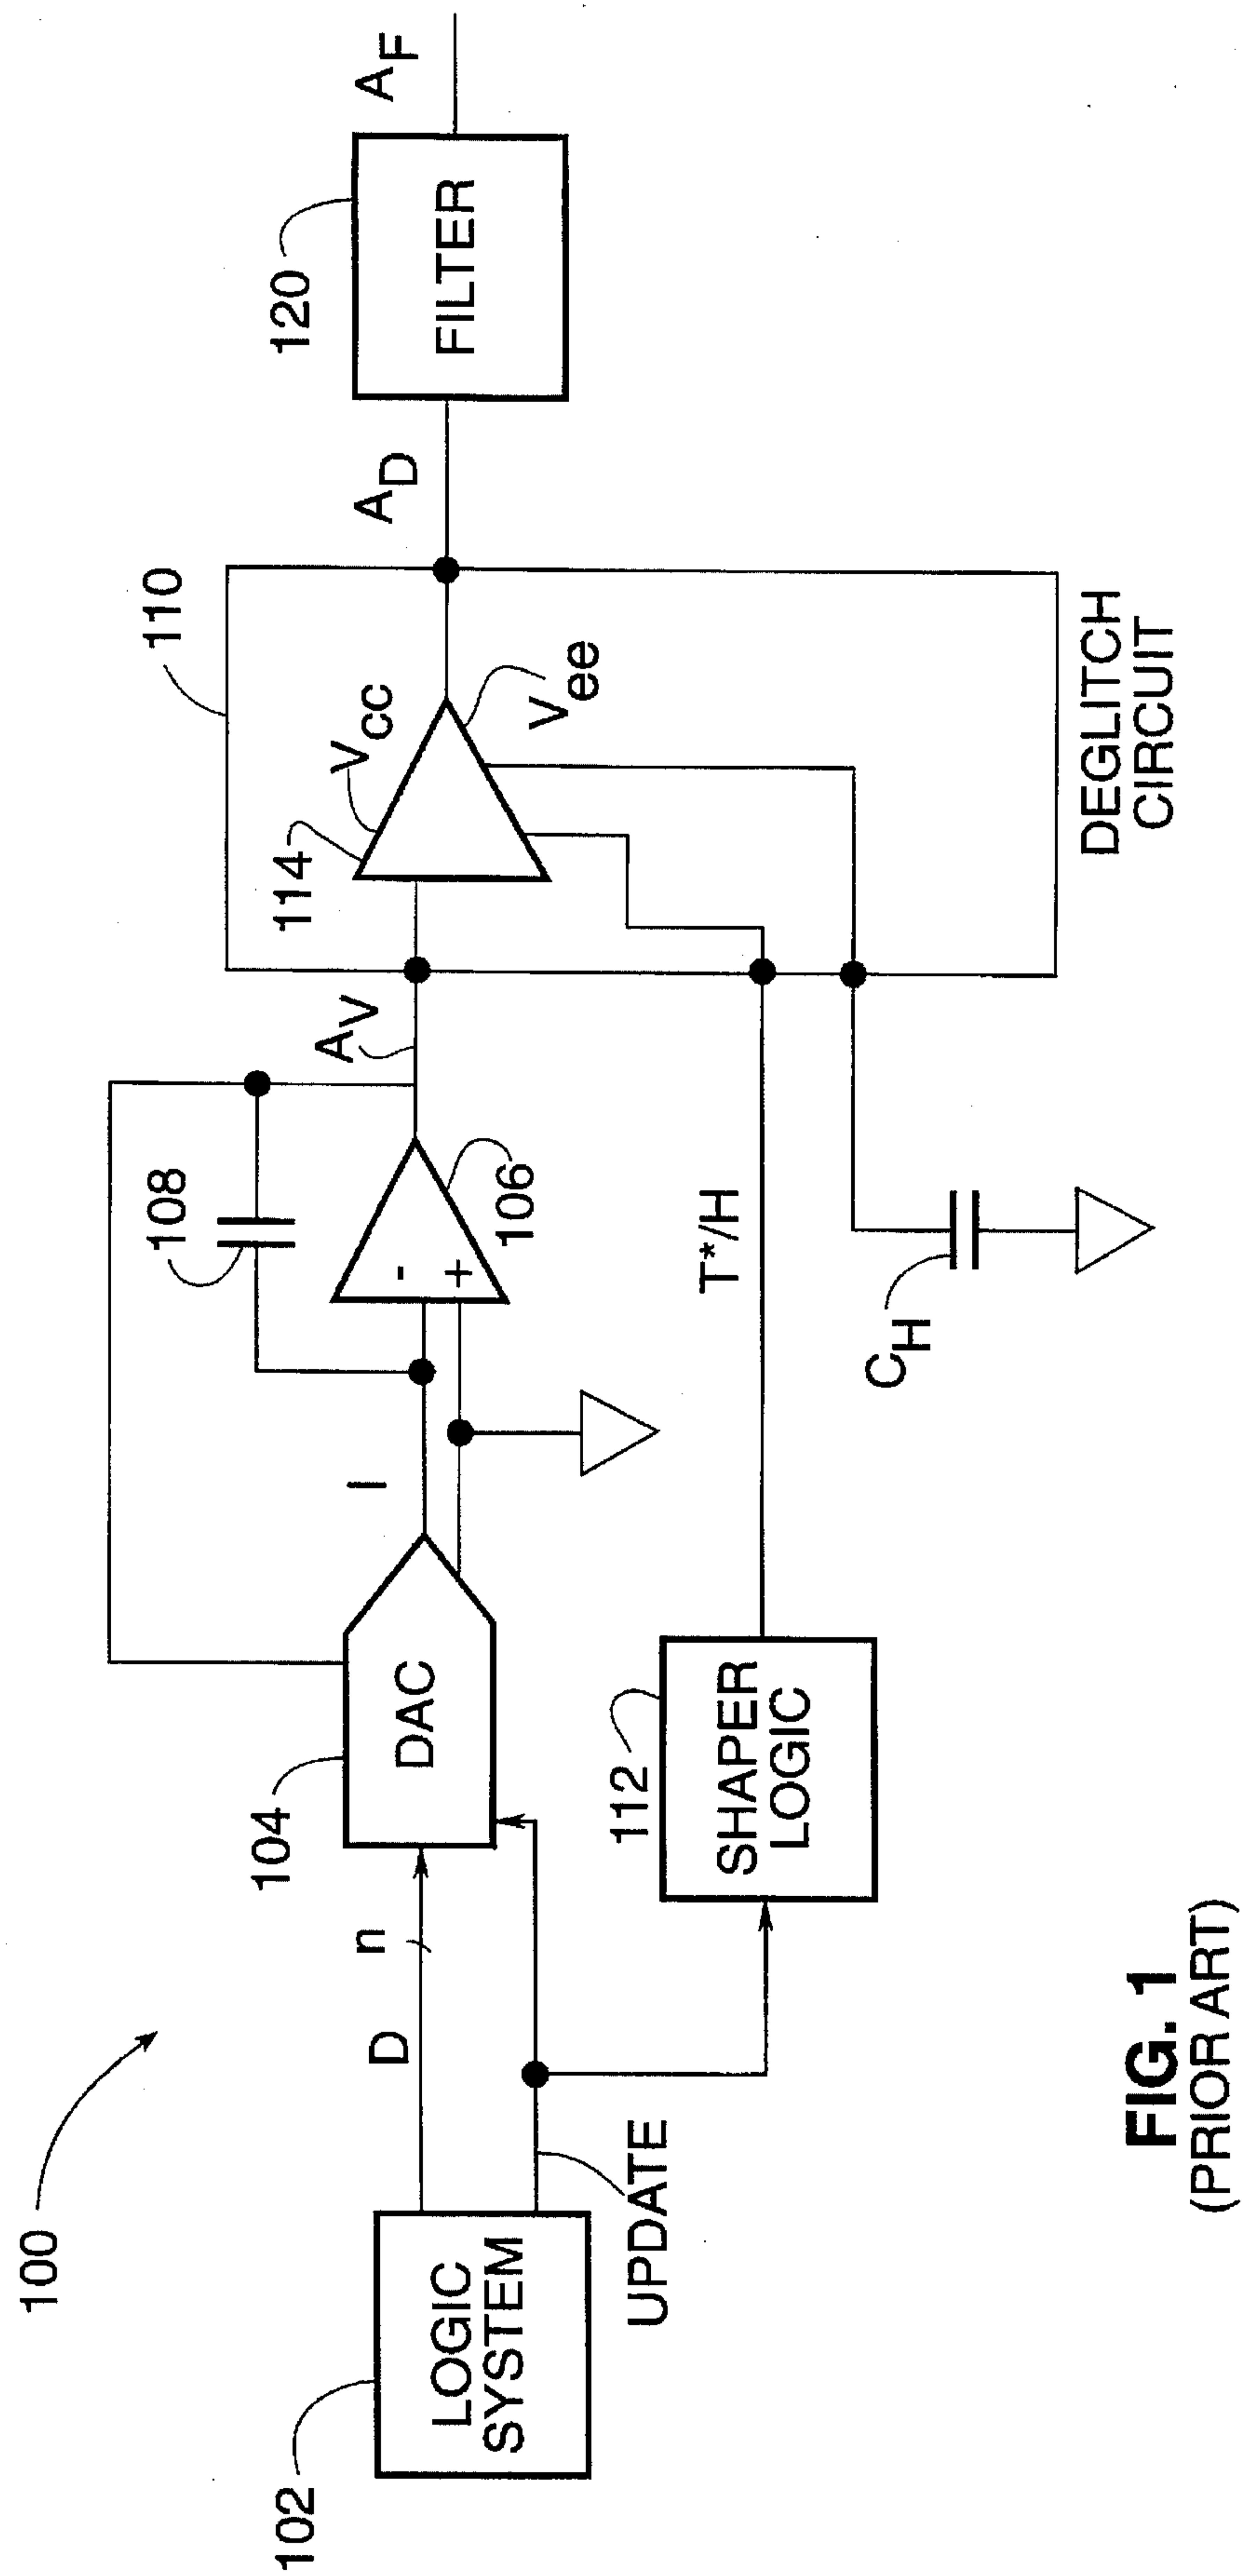 100
102
LOGIC
SYSTEM
D
n
UPDATE
104
DAC
I
108
-
+
106
A_V
112
SHAPER
LOGIC
T*/H
C_H
110
114
V_CC
V_ee
DEGLITCH
CIRCUIT
A_D
120
FILTER
A_F
FIG. 1
(PRIOR ART)